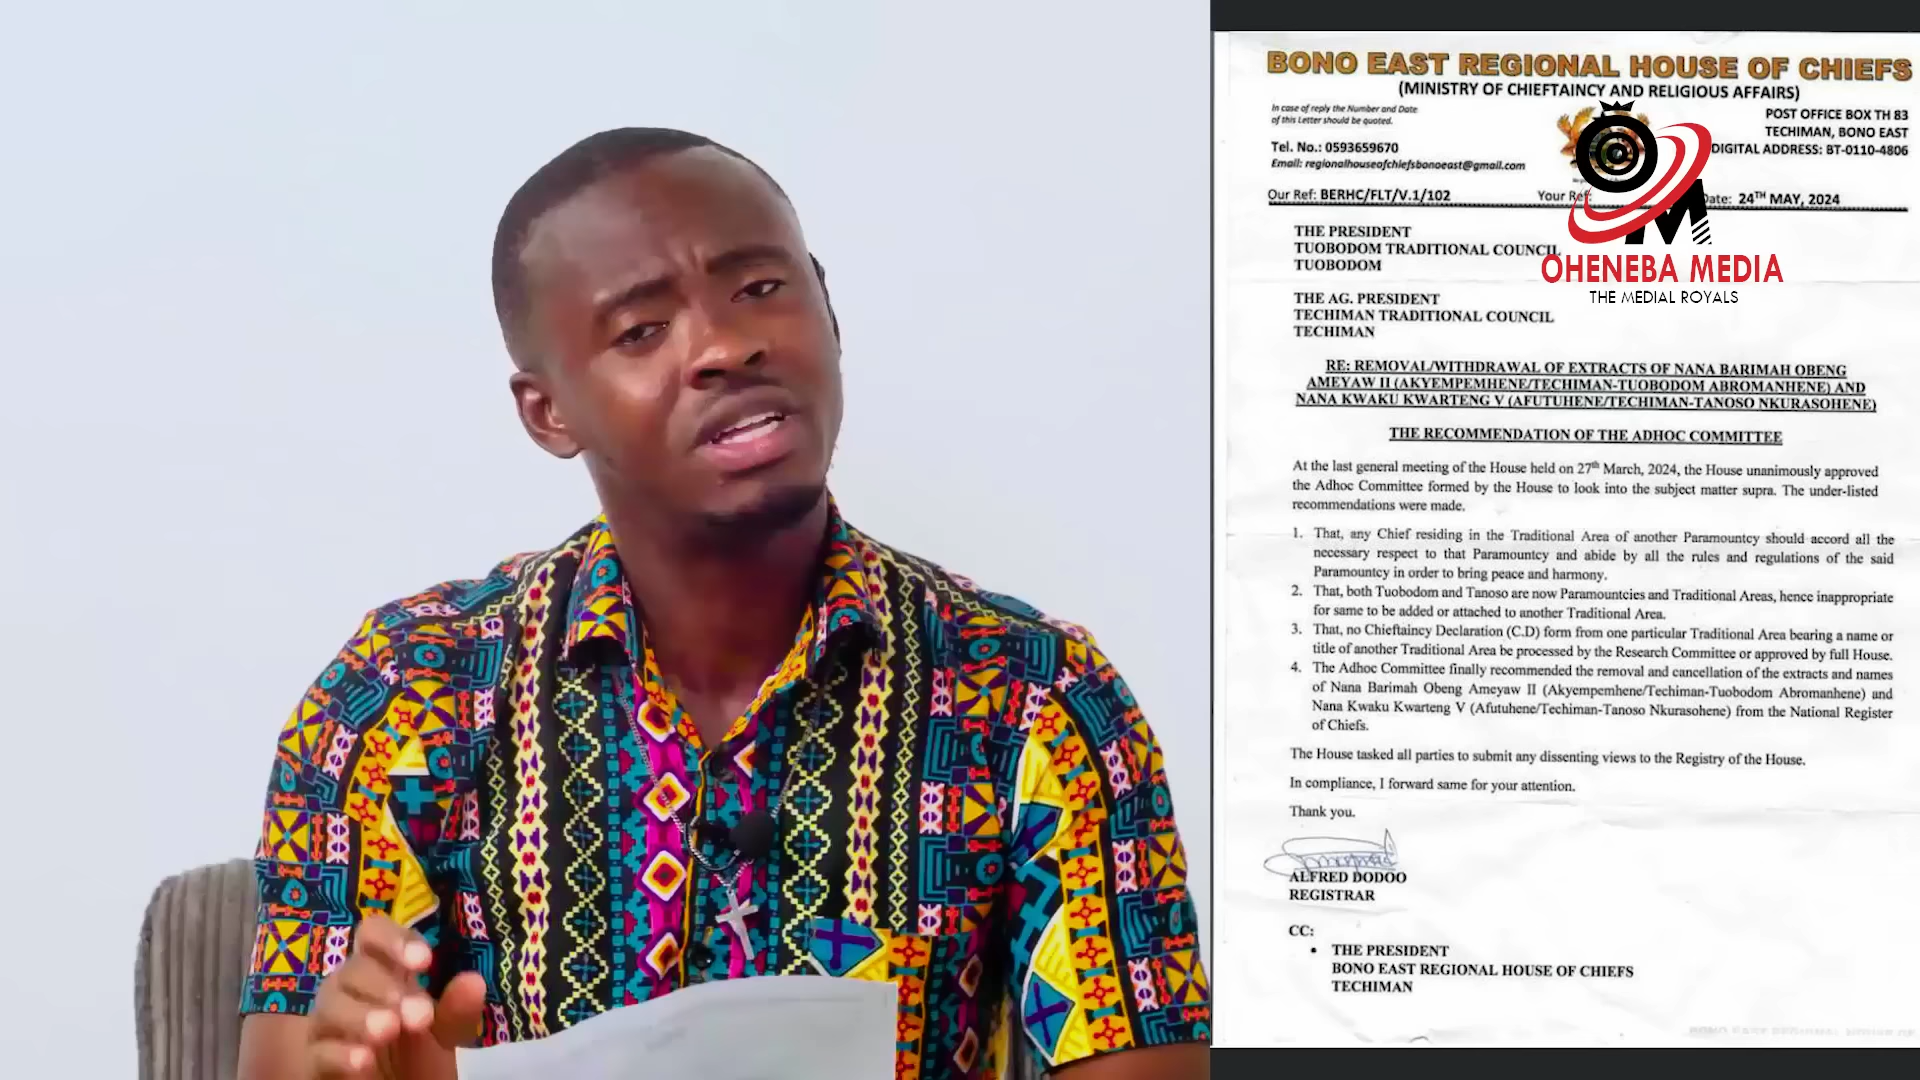 BONO EAST REGIONAL HOUSE OF CHIEFS
(MINISTRY OF CHIEFTAINCY AND RELIGIOUS AFFAIRS)
In case of reply the Number and Date
of this Letter should be quoted.
Tel. No.: 0593659670
Email: regionalhouseofchiefsbonoeast@gmail.com
POST OFFICE BOX TH 83
TECHIMAN, BONO EAST
DIGITAL ADDRESS: BT-0110-4806
Our Ref: BERHC/FLT/V.1/102
Your Ref:
Date: 24TH MAY, 2024
M
OHENEBA MEDIA
THE MEDIAL ROYALS
THE PRESIDENT
TUOBODOM TRADITIONAL COUNCIL
TUOBODOM
THE AG. PRESIDENT
TECHIMAN TRADITIONAL COUNCIL
TECHIMAN
RE: REMOVAL/WITHDRAWAL OF EXTRACTS OF NANA BARIMAH OBENG
AMEYAW II (AKYEMPEMHENE/TECHIMAN-TUOBODOM ABROMANHENE) AND
NANA KWAKU KWARTENG V (AFUTUHENE/TECHIMAN-TANOSO NKURASOHENE)
THE RECOMMENDATION OF THE ADHOC COMMITTEE
At the last general meeting of the House held on 27th March, 2024, the House unanimously approved
the Adhoc Committee formed by the House to look into the subject matter supra. The under-listed
recommendations were made.
1. That, any Chief residing in the Traditional Area of another Paramountcy should accord all the
necessary respect to that Paramountcy and abide by all the rules and regulations of the said
Paramountcy in order to bring peace and harmony.
2. That, both Tuobodom and Tanoso are now Paramountcies and Traditional Areas, hence inappropriate
for same to be added or attached to another Traditional Area.
3. That, no Chieftaincy Declaration (C.D) form from one particular Traditional Area bearing a name or
title of another Traditional Area be processed by the Research Committee or approved by full House.
4. The Adhoc Committee finally recommended the removal and cancellation of the extracts and names
of Nana Barimah Obeng Ameyaw II (Akyempemhene/Techiman-Tuobodom Abromanhene) and
Nana Kwaku Kwarteng V (Afutuhene/Techiman-Tanoso Nkurasohene) from the National Register
of Chiefs.
The House tasked all parties to submit any dissenting views to the Registry of the House.
In compliance, I forward same for your attention.
Thank you.
ALFRED DODOO
REGISTRAR
CC:
• THE PRESIDENT
BONO EAST REGIONAL HOUSE OF CHIEFS
TECHIMAN